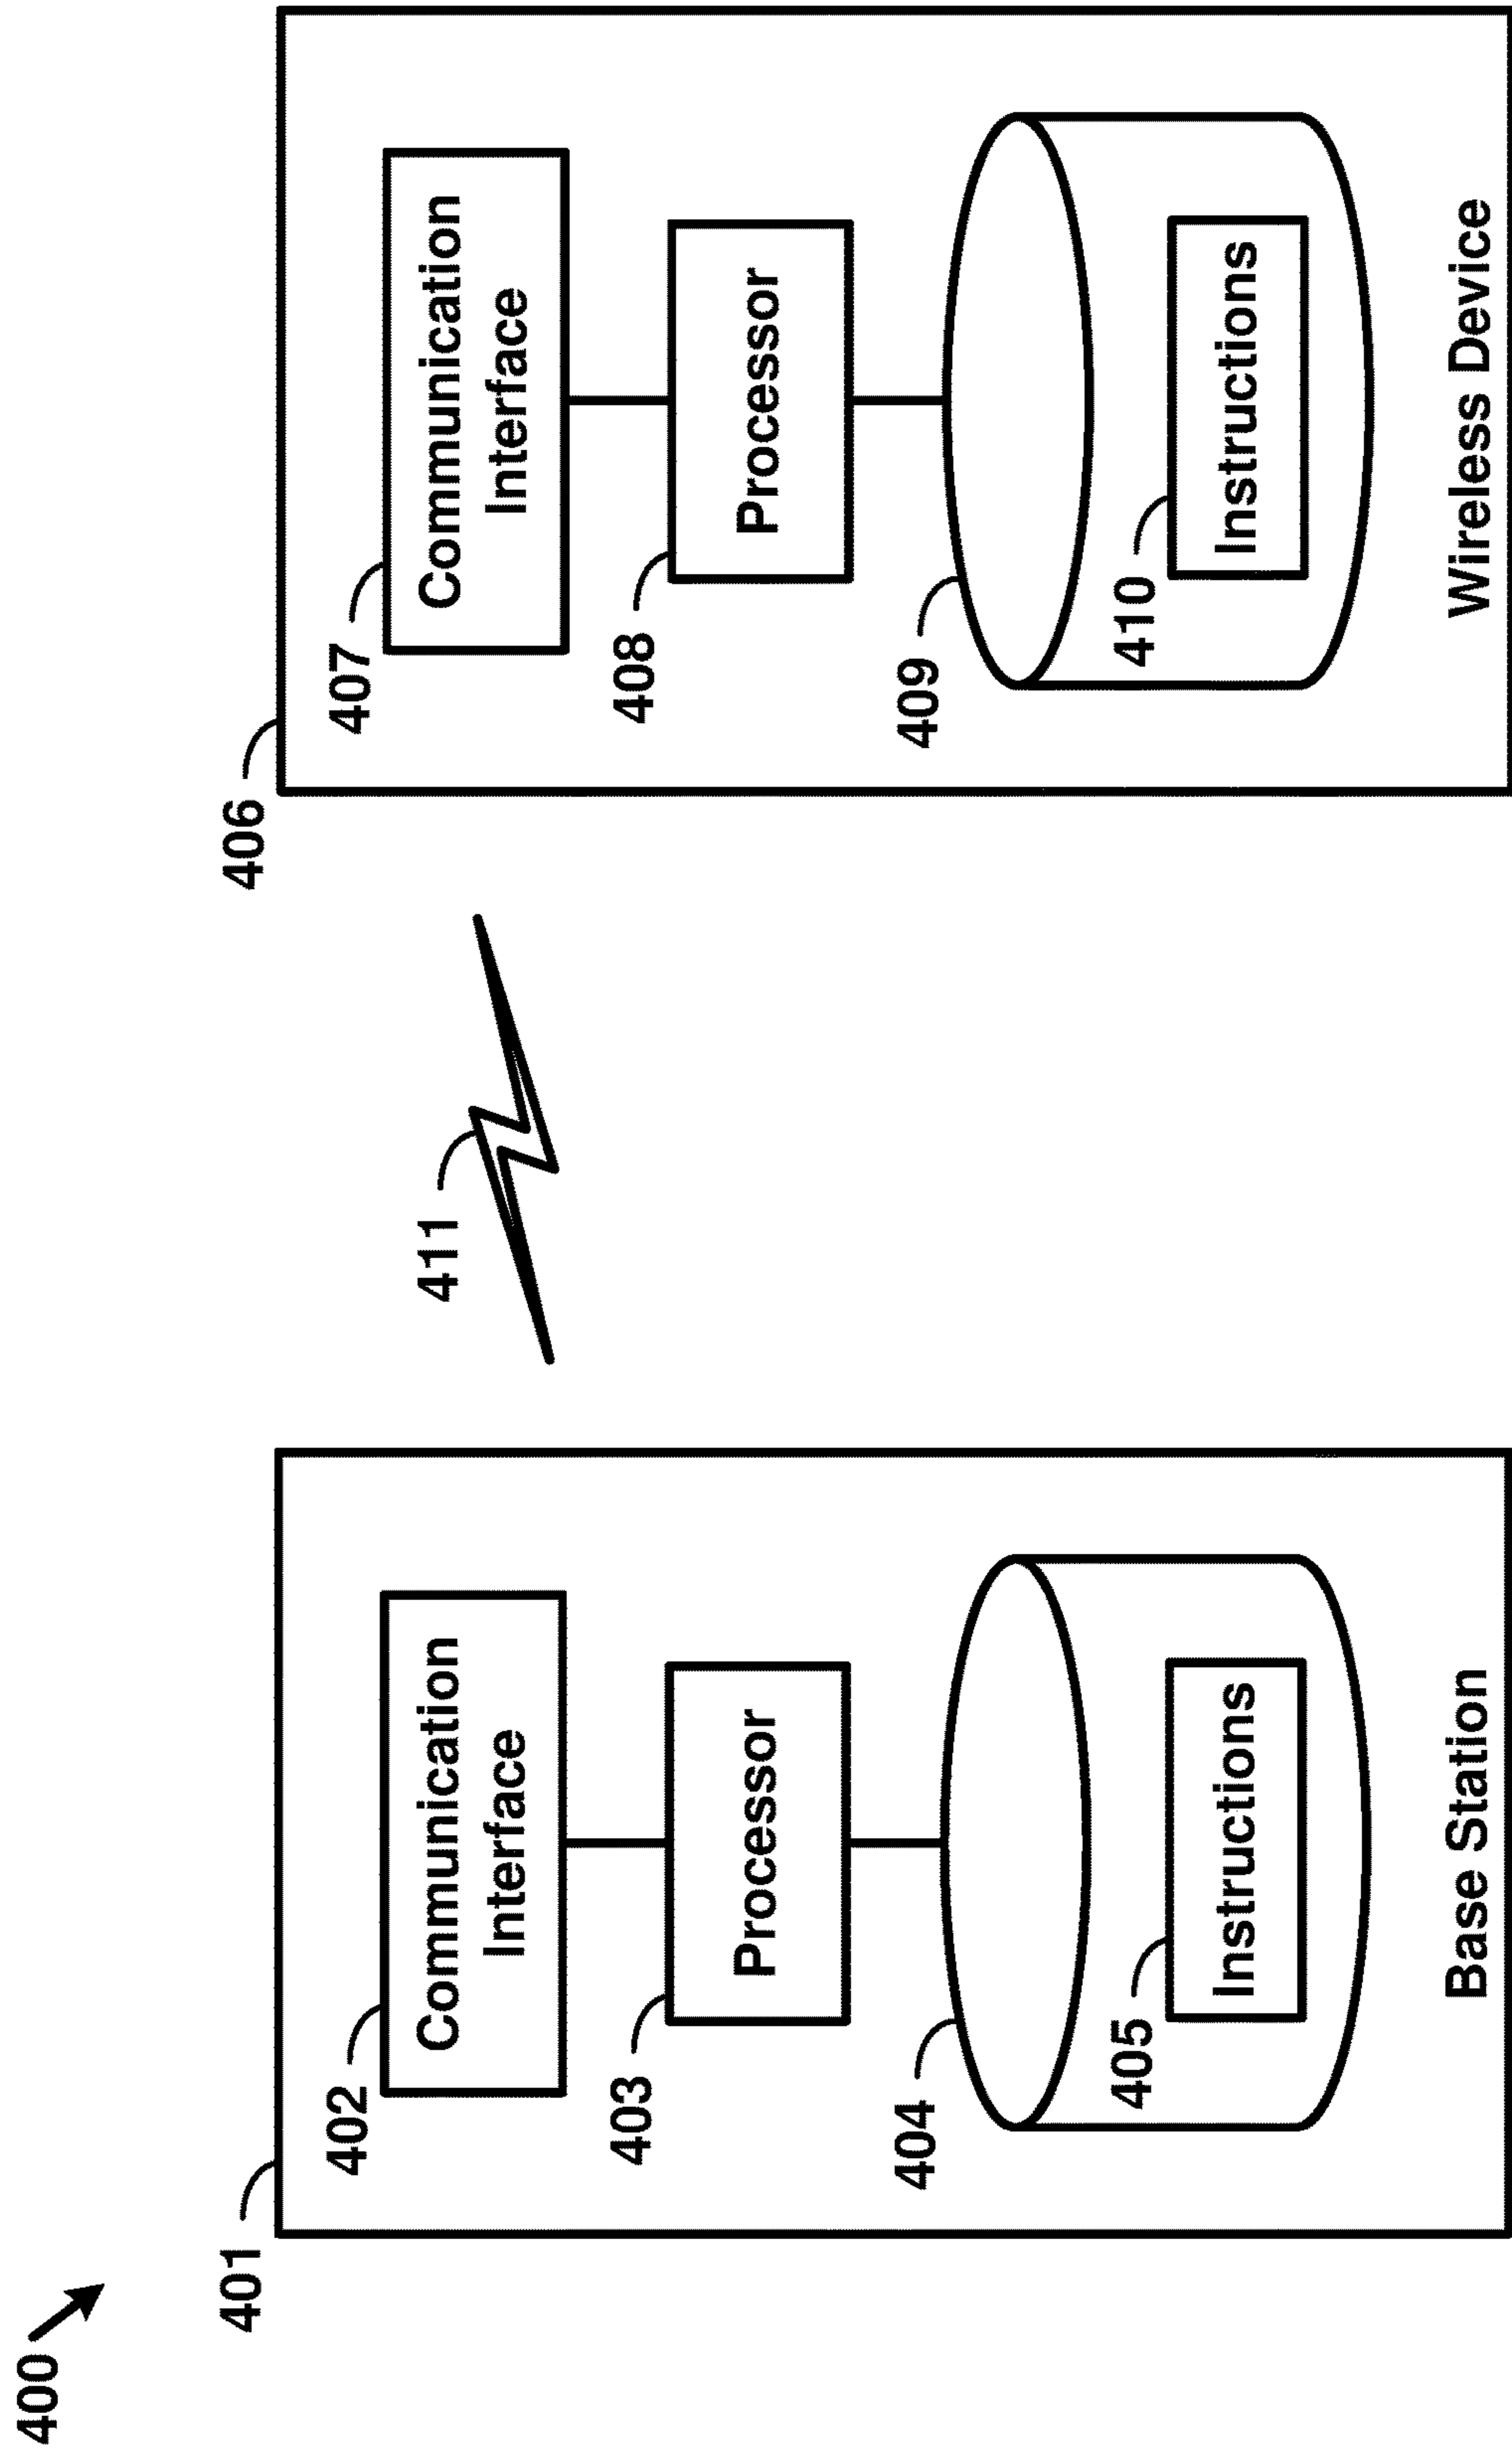 400
401
402
Communication
Interface
403
Processor
404
405
Instructions
Base Station
411
406
407
Communication
Interface
408
Processor
409
410
Instructions
Wireless Device